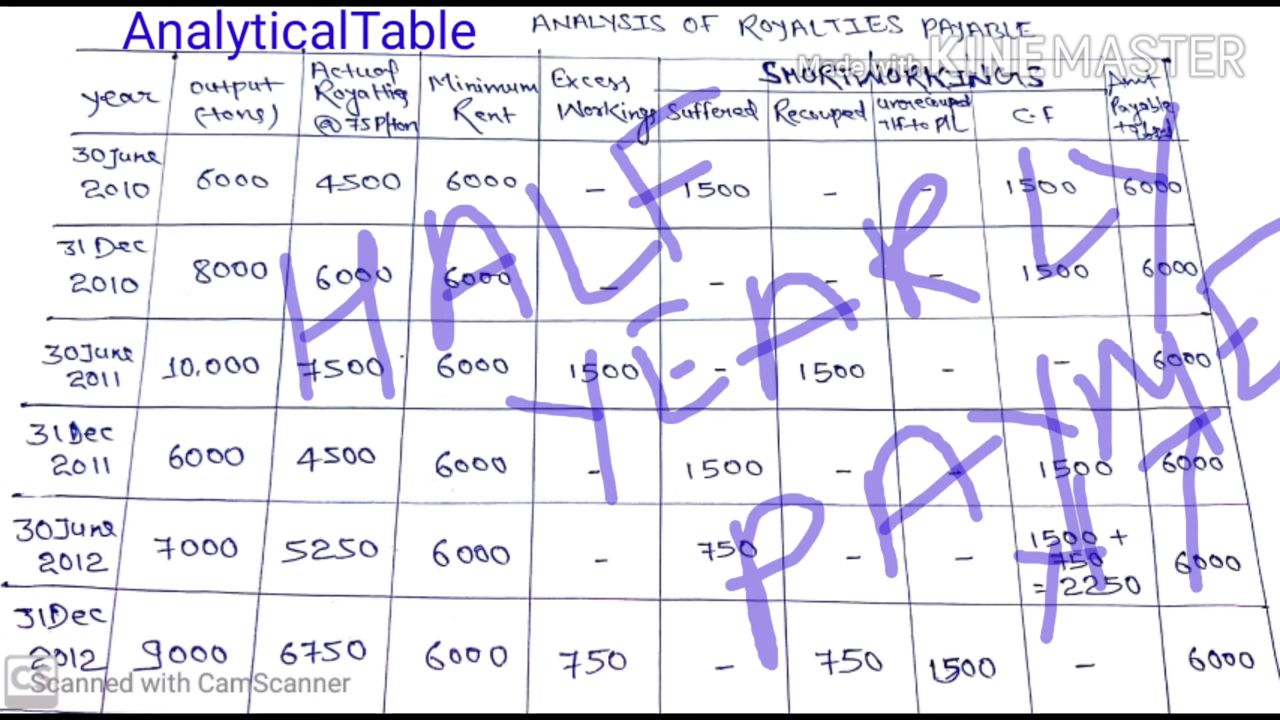 AnalyticalTable
ANALYSIS OF ROYALTIES PAYABLE
Made with KINEMASTER
year
output
(tons)
Actual
Royalties
@ 75 P/ton
Minimum
Rent
Excess
Workings
SHORTWORKINGS
Suffered
Recouped
unrecouped
trf to P/L
C.F
Amt
Payable
30 June 2010 6000 4500 6000 - 1500 - - 1500 6000
31 Dec 2010 8000 6000 6000 - - - - 1500 6000
30 June 2011 10,000 7500 6000 1500 - 1500 - - 6000
31 Dec 2011 6000 4500 6000 - 1500 - - 1500 6000
30 June 2012 7000 5250 6000 - 750 - - 1500 + 750 = 2250 6000
31 Dec 2012 9000 6750 6000 750 - 750 1500 - 6000
HALF
YEARLY
PAYMENT
CS Scanned with CamScanner